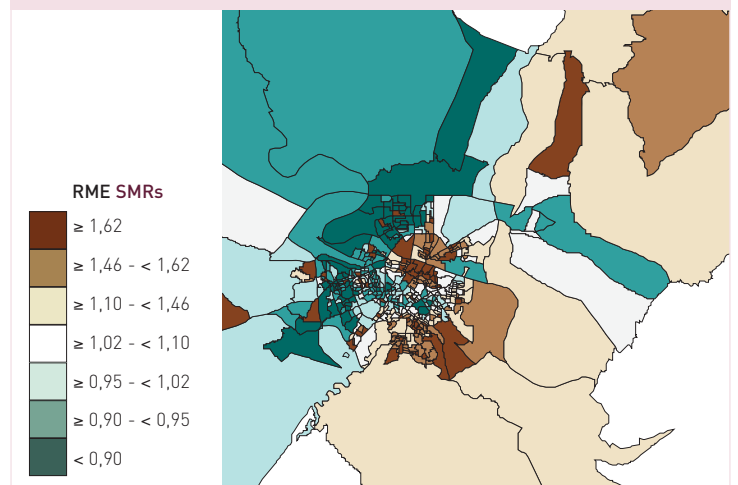 RME SMRs
≥ 1,62
≥ 1,46 - < 1,62
≥ 1,10 - < 1,46
≥ 1,02 - < 1,10
≥ 0,95 - < 1,02
≥ 0,90 - < 0,95
< 0,90